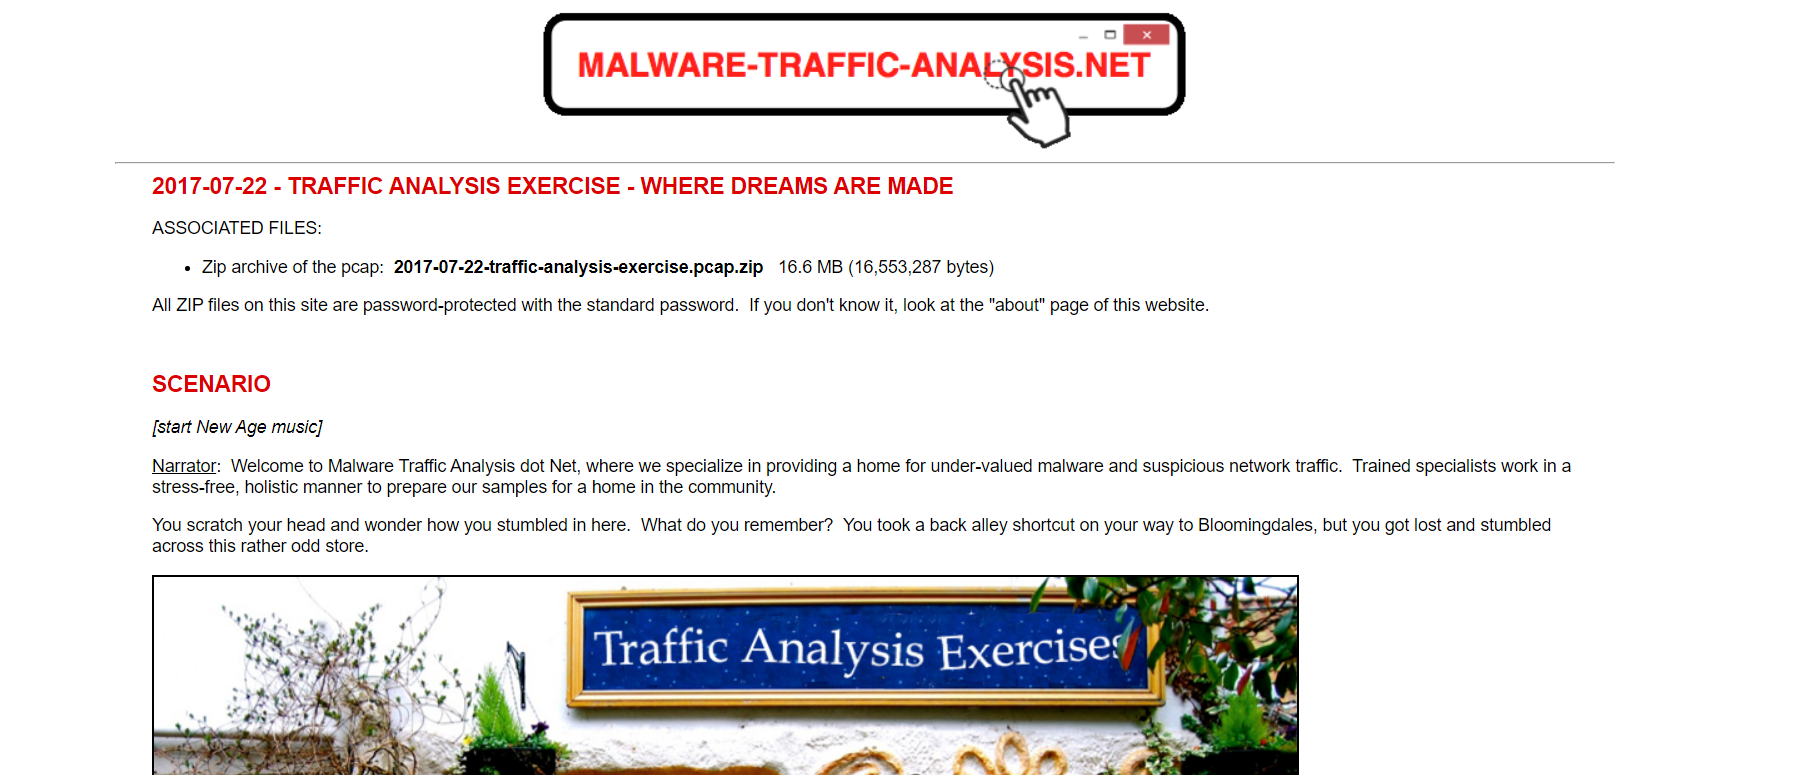 MALWARE-TRAFFIC-ANALYSIS.NET
2017-07-22 - TRAFFIC ANALYSIS EXERCISE - WHERE DREAMS ARE MADE
ASSOCIATED FILES:
• Zip archive of the pcap: 2017-07-22-traffic-analysis-exercise.pcap.zip 16.6 MB (16,553,287 bytes)
All ZIP files on this site are password-protected with the standard password. If you don't know it, look at the "about" page of this website.
SCENARIO
[start New Age music]
Narrator: Welcome to Malware Traffic Analysis dot Net, where we specialize in providing a home for under-valued malware and suspicious network traffic. Trained specialists work in a
stress-free, holistic manner to prepare our samples for a home in the community.
You scratch your head and wonder how you stumbled in here. What do you remember? You took a back alley shortcut on your way to Bloomingdales, but you got lost and stumbled
across this rather odd store.
Traffic Analysis Exercises